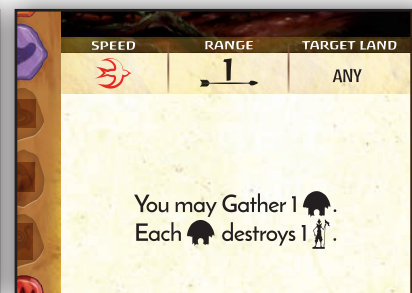 SPEED RANGE TARGET LAND
1 ANY
You may Gather 1 .
Each destroys 1 .